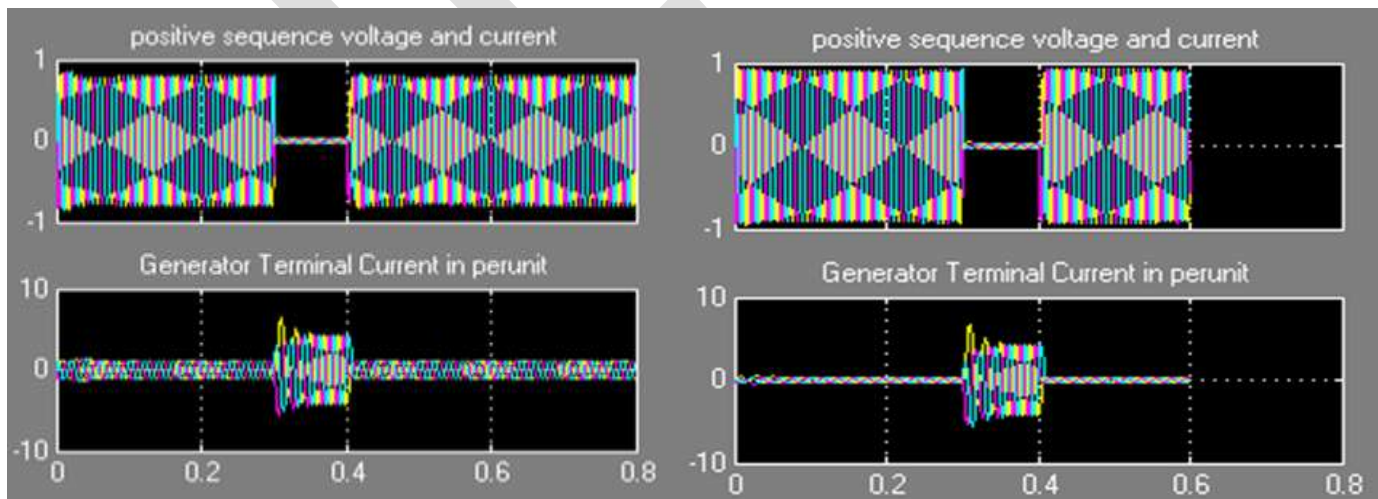 positive sequence voltage and current
1
0
-1
Generator Terminal Current in perunit
10
0
-10
0 0.2 0.4 0.6 0.8
positive sequence voltage and current
1
0
-1
Generator Terminal Current in perunit
10
0
-10
0 0.2 0.4 0.6 0.8